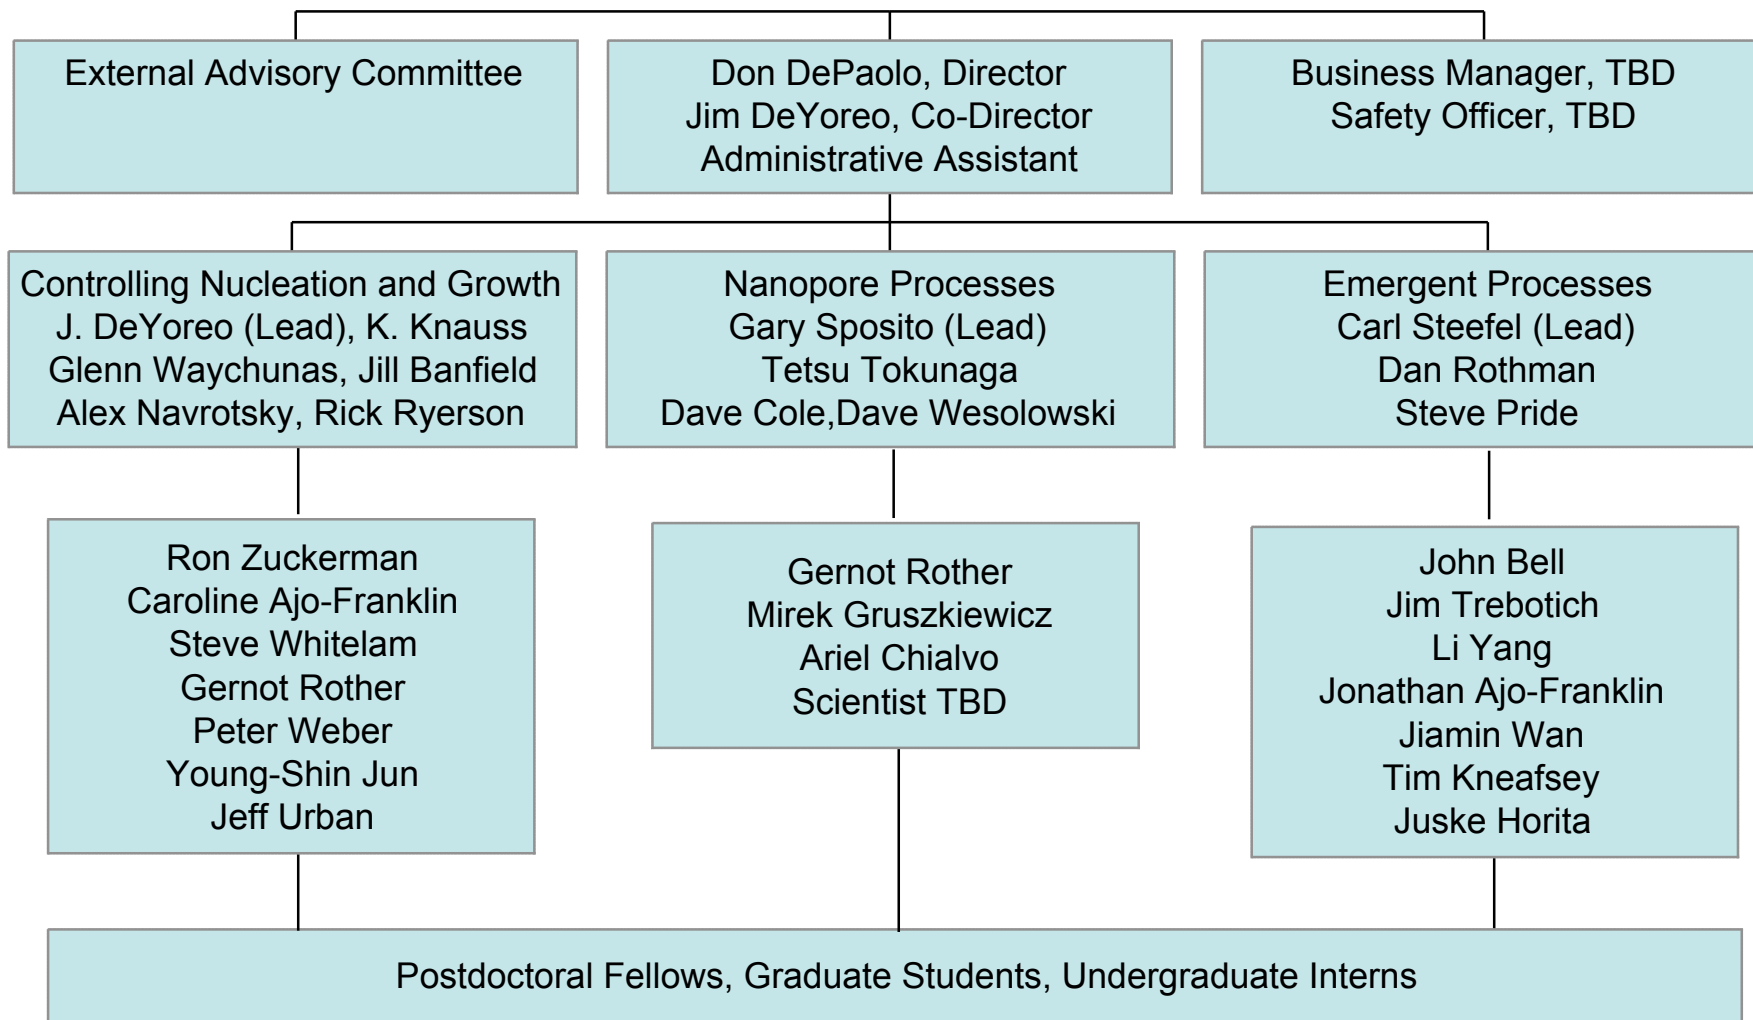 External Advisory Committee
Don DePaolo, Director
Jim DeYoreo, Co-Director
Administrative Assistant
Business Manager, TBD
Safety Officer, TBD
Controlling Nucleation and Growth
J. DeYoreo (Lead), K. Knauss
Glenn Waychunas, Jill Banfield
Alex Navrotsky, Rick Ryerson
Nanopore Processes
Gary Sposito (Lead)
Tetsu Tokunaga
Dave Cole,Dave Wesolowski
Emergent Processes
Carl Steefel (Lead)
Dan Rothman
Steve Pride
Ron Zuckerman
Caroline Ajo-Franklin
Steve Whitelam
Gernot Rother
Peter Weber
Young-Shin Jun
Jeff Urban
Gernot Rother
Mirek Gruszkiewicz
Ariel Chialvo
Scientist TBD
John Bell
Jim Trebotich
Li Yang
Jonathan Ajo-Franklin
Jiamin Wan
Tim Kneafsey
Juske Horita
Postdoctoral Fellows, Graduate Students, Undergraduate Interns